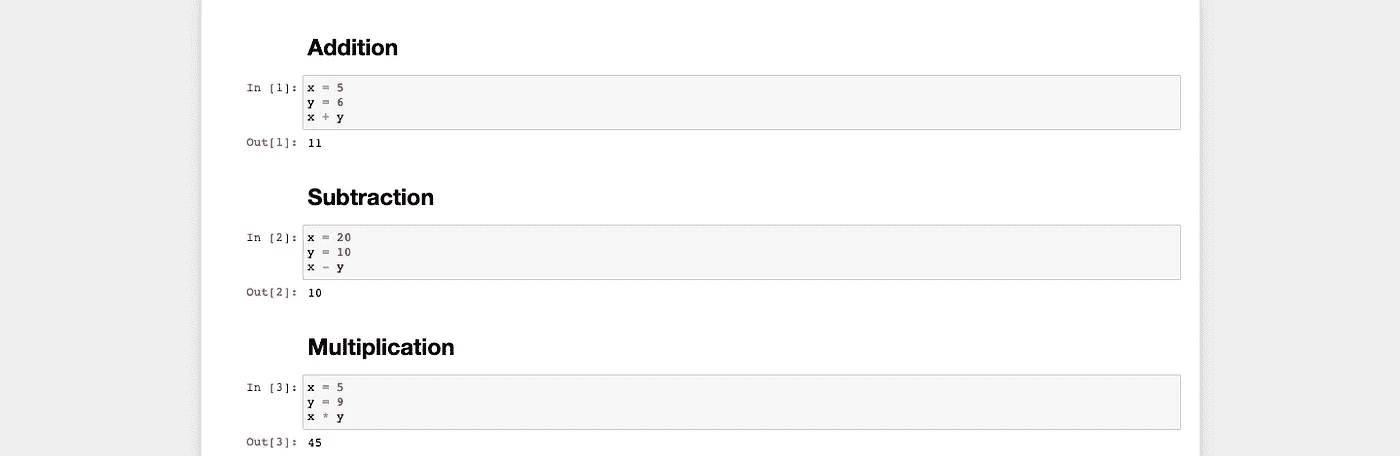 Addition
In [1]: x = 5
y = 6
x + y
Out[1]: 11
Subtraction
In [2]: x = 20
y = 10
x - y
Out[2]: 10
Multiplication
In [3]: x = 5
y = 9
x * y
Out[3]: 45